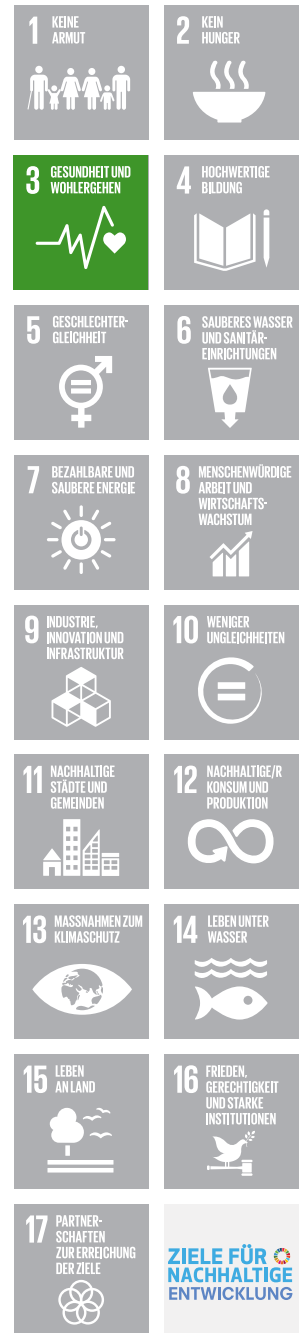 1 KEINE
ARMUT
2 KEIN
HUNGER
3 GESUNDHEIT UND
WOHLERGEHEN
4 HOCHWERTIGE
BILDUNG
5 GESCHLECHTER-
GLEICHHEIT
6 SAUBERES WASSER
UND SANITÄR-
EINRICHTUNGEN
7 BEZAHLBARE UND
SAUBERE ENERGIE
8 MENSCHENWÜRDIGE
ARBEIT UND
WIRTSCHAFTS-
WACHSTUM
9 INDUSTRIE,
INNOVATION UND
INFRASTRUKTUR
10 WENIGER
UNGLEICHHEITEN
11 NACHHALTIGE
STÄDTE UND
GEMEINDEN
12 NACHHALTIGE/R
KONSUM UND
PRODUKTION
13 MASSNAHMEN ZUM
KLIMASCHUTZ
14 LEBEN UNTER
WASSER
15 LEBEN
AN LAND
16 FRIEDEN,
GERECHTIGKEIT
UND STARKE
INSTITUTIONEN
17 PARTNER-
SCHAFTEN
ZUR ERREICHUNG
DER ZIELE
ZIELE FÜR
NACHHALTIGE
ENTWICKLUNG